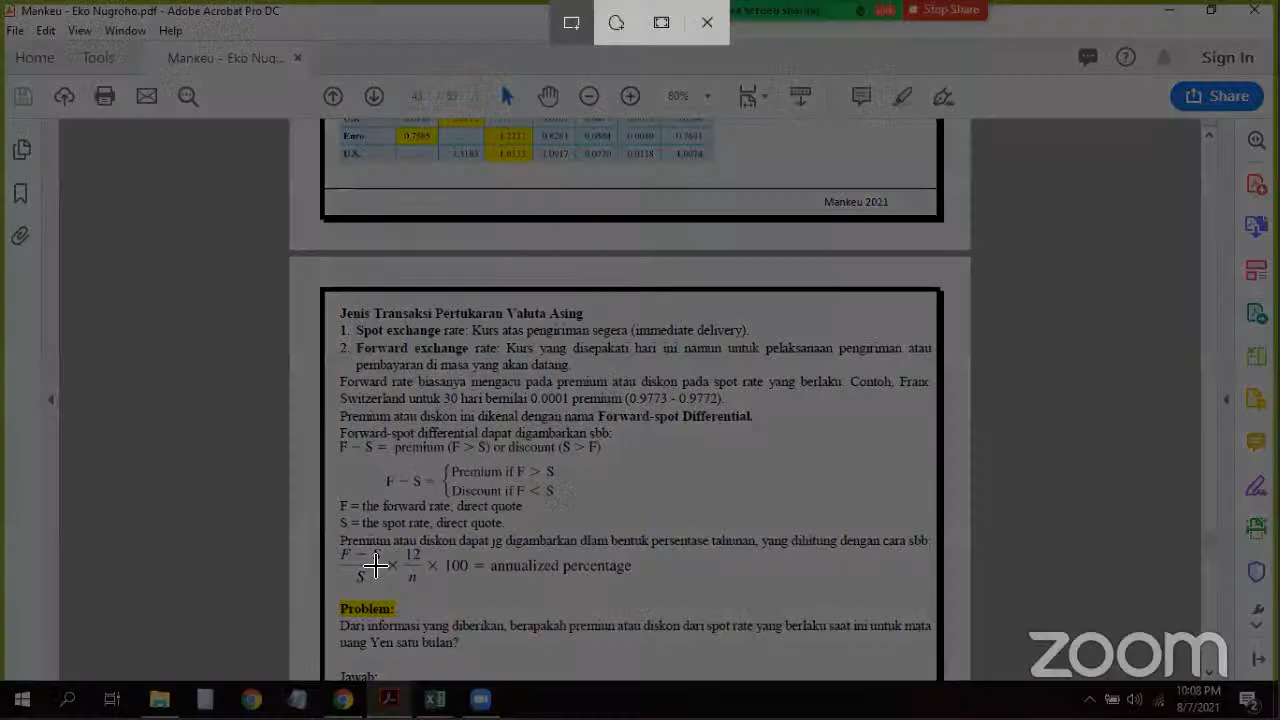 Mankeu - Eko Nugroho.pdf - Adobe Acrobat Pro DC
Stop Share
File Edit View Window Help
Home Tools Mankeu - Eko Nug... × Sign In
80% Share
Euro 0.7585
U.S.
Mankeu 2021
Jenis Transaksi Pertukaran Valuta Asing
1. Spot exchange rate: Kurs atas pengiriman segera (immediate delivery).
2. Forward exchange rate: Kurs yang disepakati hari ini namun untuk pelaksanaan pengiriman atau
pembayaran di masa yang akan datang.
Forward rate biasanya mengacu pada premium atau diskon pada spot rate yang berlaku. Contoh, Franc
Switzerland untuk 30 hari bernilai 0.0001 premium (0.9773 - 0.9772).
Premium atau diskon ini dikenal dengan nama Forward-spot Differential.
Forward-spot differential dapat digambarkan sbb:
F − S = premium (F > S) or discount (S > F)
F − S = { Premium if F > S
Discount if F < S
F = the forward rate, direct quote
S = the spot rate, direct quote.
Premium atau diskon dapat jg digambarkan dlam bentuk persentase tahunan, yang dihitung dengan cara sbb:
F − S / S × 12 / n × 100 = annualized percentage
Problem:
Dari informasi yang diberikan, berapakah premium atau diskon dari spot rate yang berlaku saat ini untuk mata
uang Yen satu bulan?
Jawab:
zoom
10:08 PM
8/7/2021